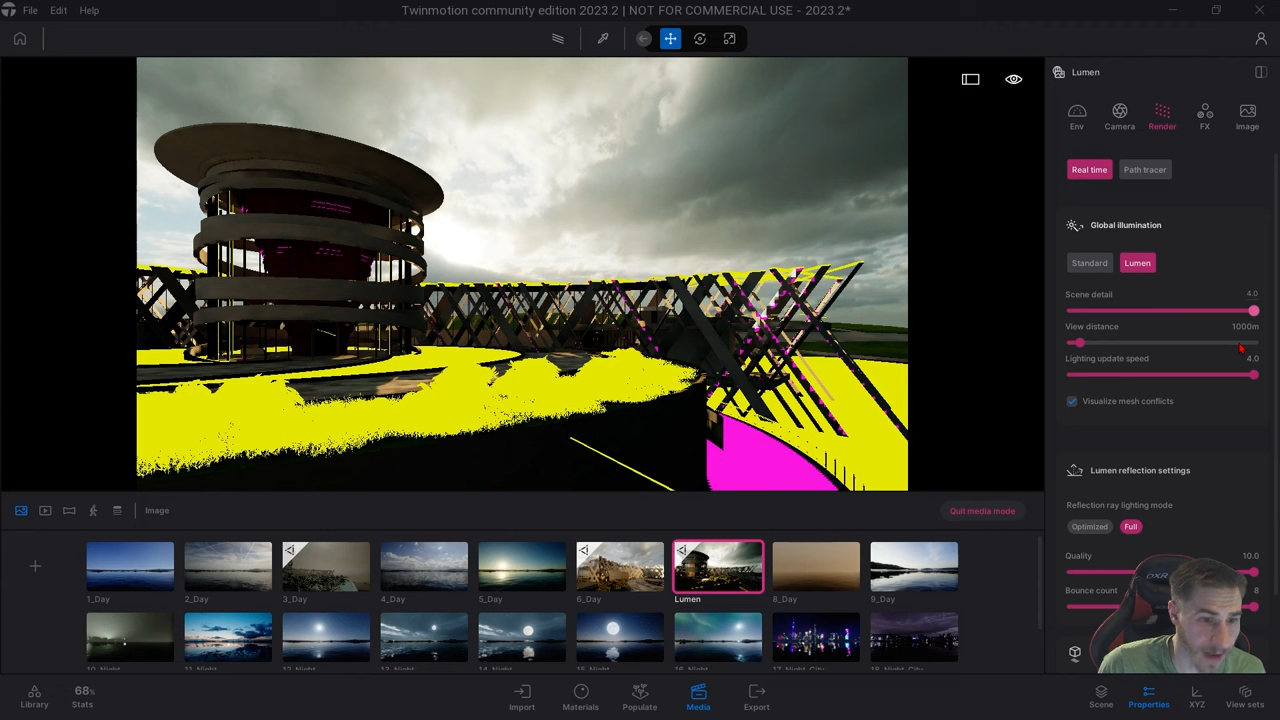 File Edit Help Twinmotion community edition 2023.2 | NOT FOR COMMERCIAL USE - 2023.2*
Lumen
Env Camera Render FX Image
Real time Path tracer
Global illumination
Standard Lumen
Scene detail 4.0
View distance 1000m
Lighting update speed 4.0
Visualize mesh conflicts
Lumen reflection settings
Reflection ray lighting mode
Optimized Full
Quality 10.0
Bounce count 8
Image Quit media mode
1_Day 2_Day 3_Day 4_Day 5_Day 6_Day Lumen 8_Day 9_Day
DXR
68%
Library Stats Import Materials Populate Media Export Scene Properties XYZ View sets